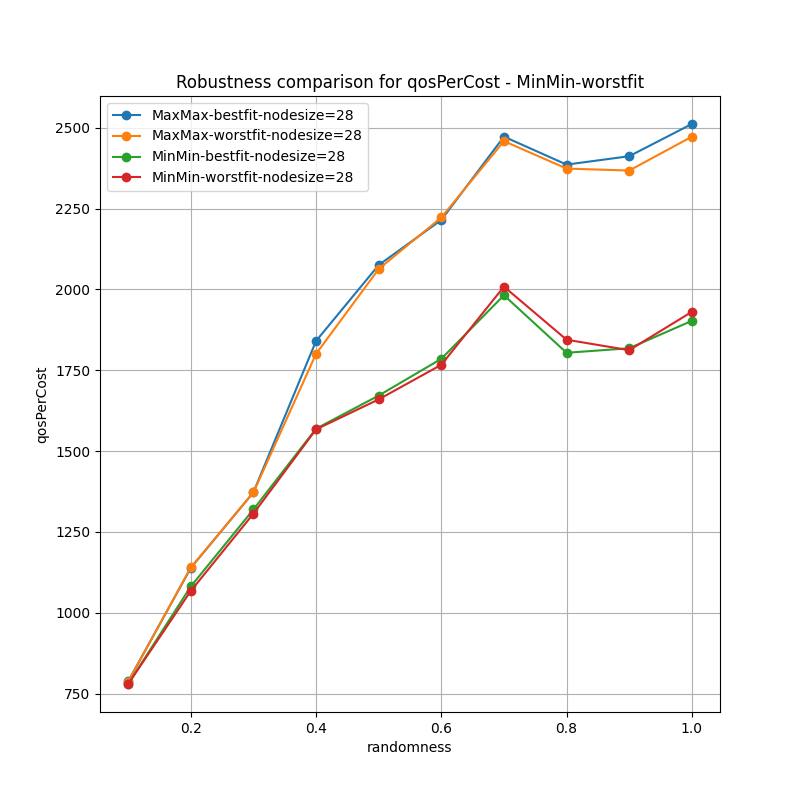 Robustness comparison for qosPerCost - MinMin-worstfit
MaxMax-bestfit-nodesize=28
MaxMax-worstfit-nodesize=28
MinMin-bestfit-nodesize=28
MinMin-worstfit-nodesize=28
2500
2250
2000
1750
1500
1250
1000
750
qosPerCost
0.2 0.4 0.6 0.8 1.0
randomness